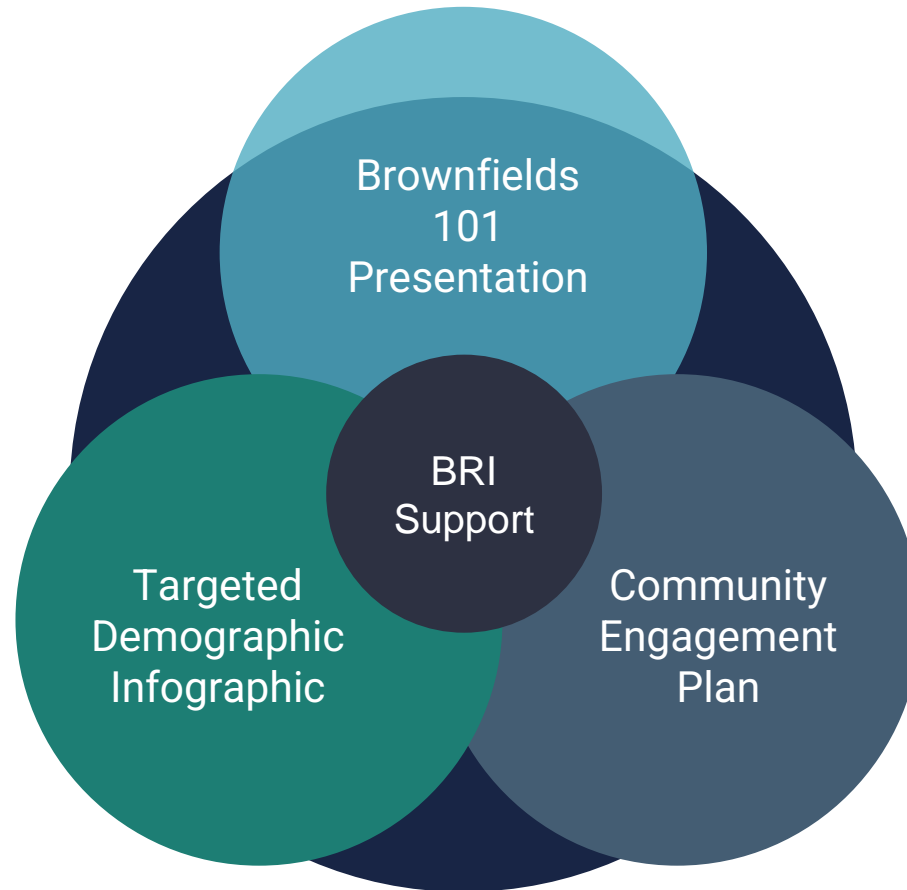 Brownfields
101
Presentation
BRI
Support
Targeted
Demographic
Infographic
Community
Engagement
Plan